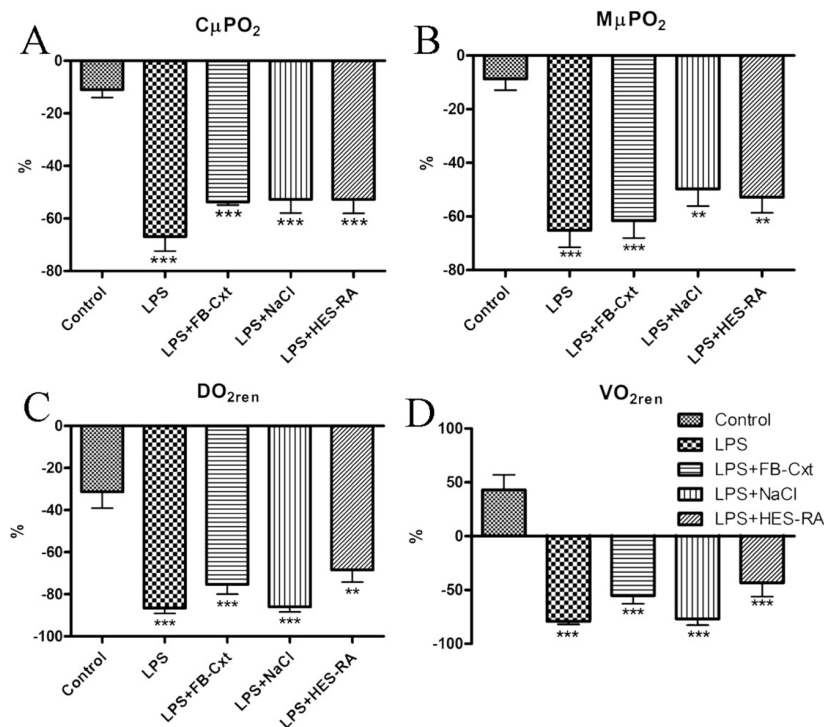 A
CμPO₂
0
-20
-40
-60
-80
%
***
***
***
***
Control
LPS
LPS+FB-Cxt
LPS+NaCl
LPS+HES-RA
B
MμPO₂
0
-20
-40
-60
-80
%
***
***
**
**
Control
LPS
LPS+FB-Cxt
LPS+NaCl
LPS+HES-RA
C
DO₂ren
0
-20
-40
-60
-80
-100
%
***
***
***
**
Control
LPS
LPS+FB-Cxt
LPS+NaCl
LPS+HES-RA
D
VO₂ren
100
50
0
-50
-100
%
Control
LPS
LPS+FB-Cxt
LPS+NaCl
LPS+HES-RA
***
***
***
***